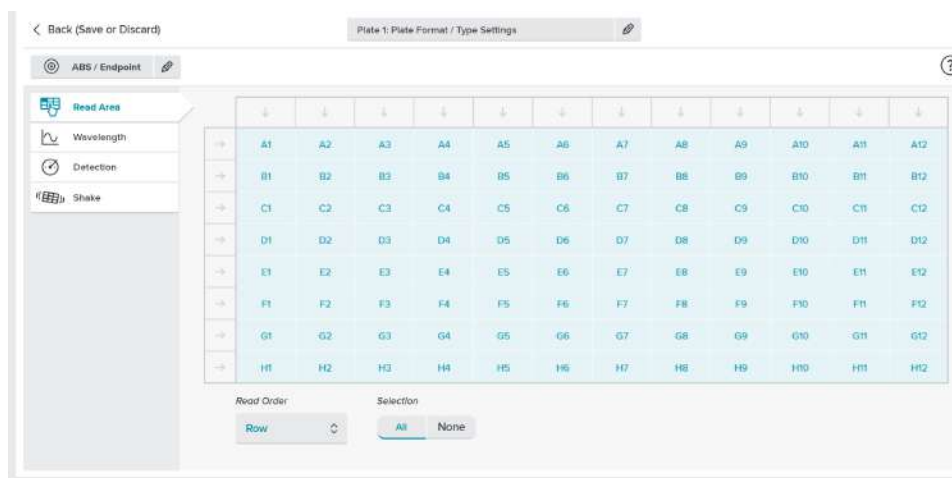 Back (Save or Discard)
Plate 1: Plate Format / Type Settings
ABS / Endpoint
?
Read Area
Wavelength
Detection
Shake
A1 A2 A3 A4 A5 A6 A7 A8 A9 A10 A11 A12
B1 B2 B3 B4 B5 B6 B7 B8 B9 B10 B11 B12
C1 C2 C3 C4 C5 C6 C7 C8 C9 C10 C11 C12
D1 D2 D3 D4 D5 D6 D7 D8 D9 D10 D11 D12
E1 E2 E3 E4 E5 E6 E7 E8 E9 E10 E11 E12
F1 F2 F3 F4 F5 F6 F7 F8 F9 F10 F11 F12
G1 G2 G3 G4 G5 G6 G7 G8 G9 G10 G11 G12
H1 H2 H3 H4 H5 H6 H7 H8 H9 H10 H11 H12
Read Order
Selection
Row
All None